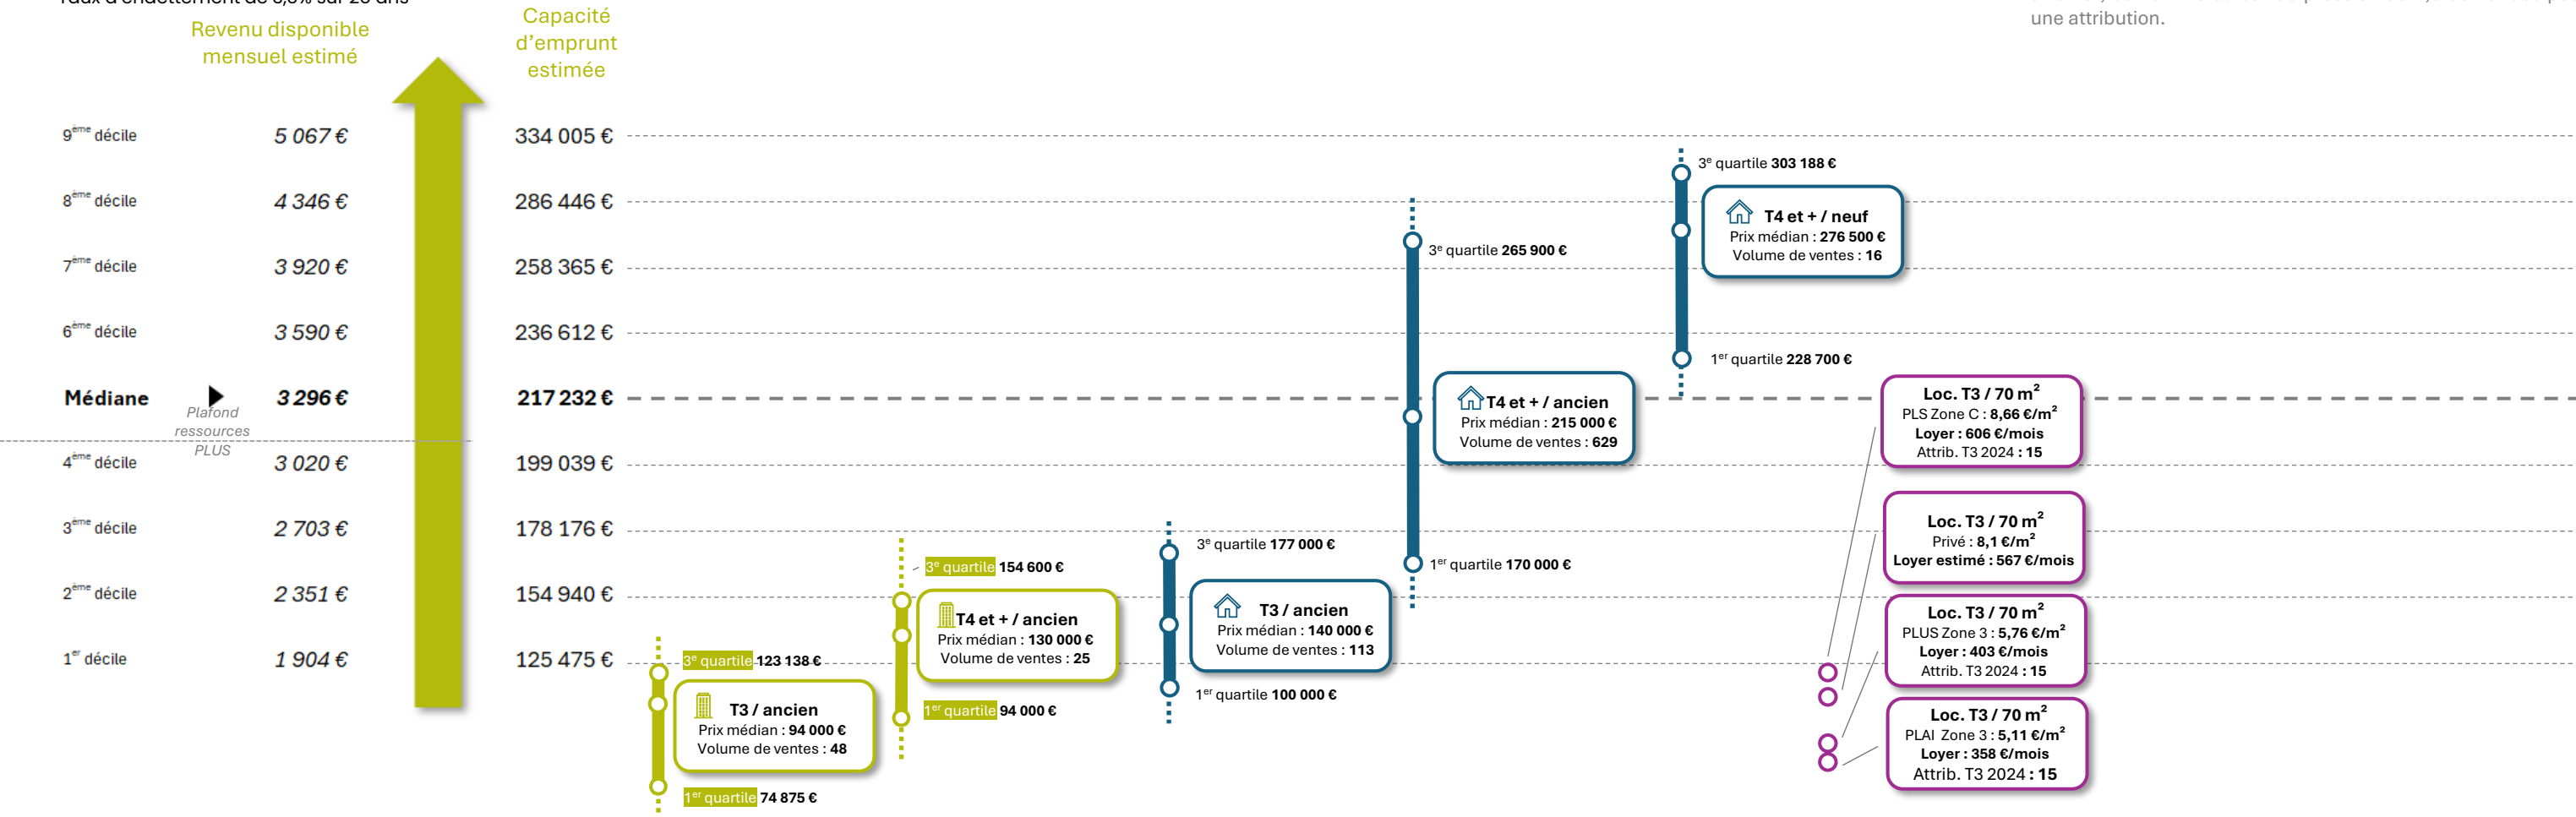 Revenu disponible
mensuel estimé
Capacité
d'emprunt
estimée
une attribution.
9ème décile 5 067 € 334 005 €
8ème décile 4 346 € 286 446 €
7ème décile 3 920 € 258 365 €
6ème décile 3 590 € 236 612 €
Médiane 3 296 € 217 232 €
Plafond
ressources
PLUS
4ème décile 3 020 € 199 039 €
3ème décile 2 703 € 178 176 €
2ème décile 2 351 € 154 940 €
1er décile 1 904 € 125 475 €
3e quartile 123 138 €
T3 / ancien
Prix médian : 94 000 €
Volume de ventes : 48
1er quartile 74 875 €
3e quartile 154 600 €
T4 et + / ancien
Prix médian : 130 000 €
Volume de ventes : 25
1er quartile 94 000 €
3e quartile 177 000 €
T3 / ancien
Prix médian : 140 000 €
Volume de ventes : 113
1er quartile 100 000 €
3e quartile 265 900 €
T4 et + / ancien
Prix médian : 215 000 €
Volume de ventes : 629
1er quartile 170 000 €
3e quartile 303 188 €
T4 et + / neuf
Prix médian : 276 500 €
Volume de ventes : 16
1er quartile 228 700 €
Loc. T3 / 70 m²
PLS Zone C : 8,66 €/m²
Loyer : 606 €/mois
Attrib. T3 2024 : 15
Loc. T3 / 70 m²
Privé : 8,1 €/m²
Loyer estimé : 567 €/mois
Loc. T3 / 70 m²
PLUS Zone 3 : 5,76 €/m²
Loyer : 403 €/mois
Attrib. T3 2024 : 15
Loc. T3 / 70 m²
PLAI Zone 3 : 5,11 €/m²
Loyer : 358 €/mois
Attrib. T3 2024 : 15